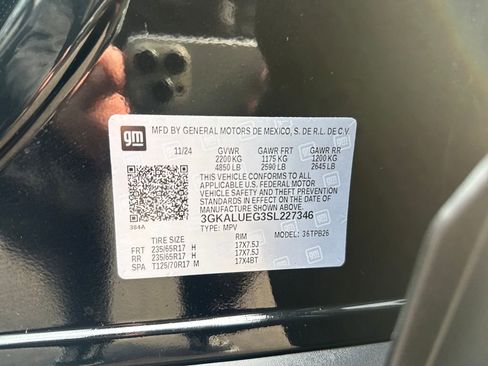 gm
MFD BY GENERAL MOTORS DE MEXICO, S. DE R.L. DE C.V.
11/24 GVWR GAWR FRT GAWR RR
2200 KG 1175 KG 1200 KG
4850 LB 2590 LB 2645 LB
THIS VEHICLE CONFORMS TO ALL APPLICABLE
U.S. FEDERAL MOTOR VEHICLE SAFETY
AND THEFT PREVENTION STANDARDS IN
EFFECT ON THE DATE OF
MANUFACTURE SHOWN ABOVE.
3GKALUEG3SL227346
384A
TYPE: MPV MODEL: 36TPB26
TIRE SIZE RIM
FRT 235/65R17 H 17X7.5J
RR 235/65R17 H 17X7.5J
SPA T125/70R17 M 17X4BT